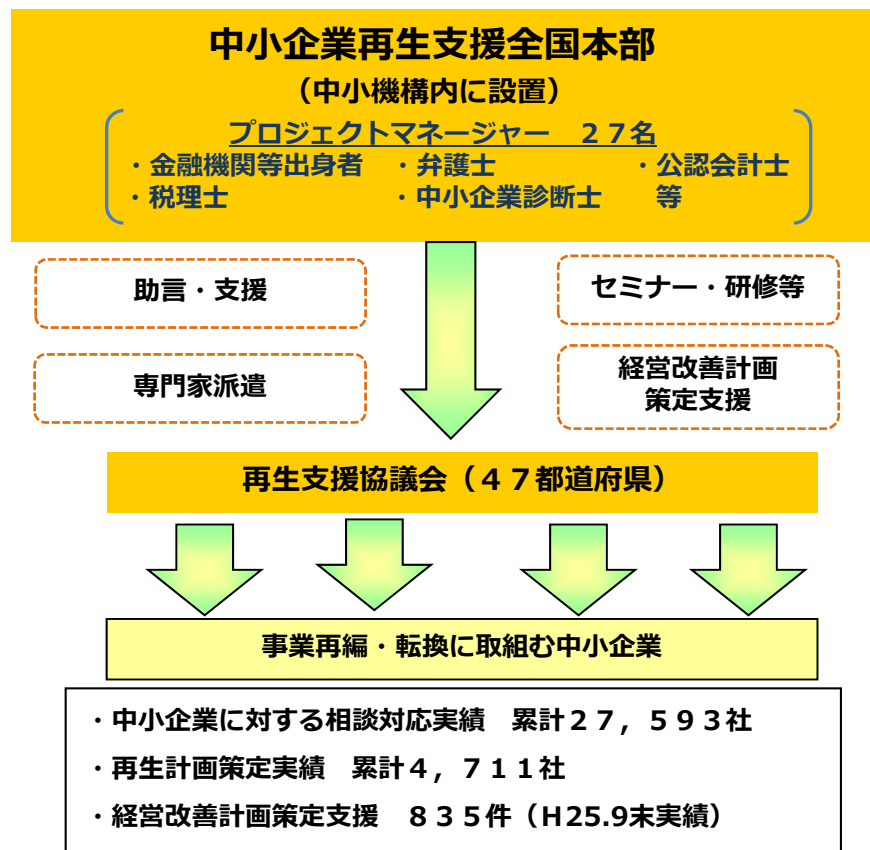 中小企業再生支援全国本部
（中小機構内に設置）
プロジェクトマネージャー　２７名
・金融機関等出身者　・弁護士　・公認会計士
・税理士　・中小企業診断士　等
助言・支援
セミナー・研修等
専門家派遣
経営改善計画
策定支援
再生支援協議会（４７都道府県）
事業再編・転換に取組む中小企業
・中小企業に対する相談対応実績　累計２７，５９３社
・再生計画策定実績　累計４，７１１社
・経営改善計画策定支援　８３５件（H25.9末実績）